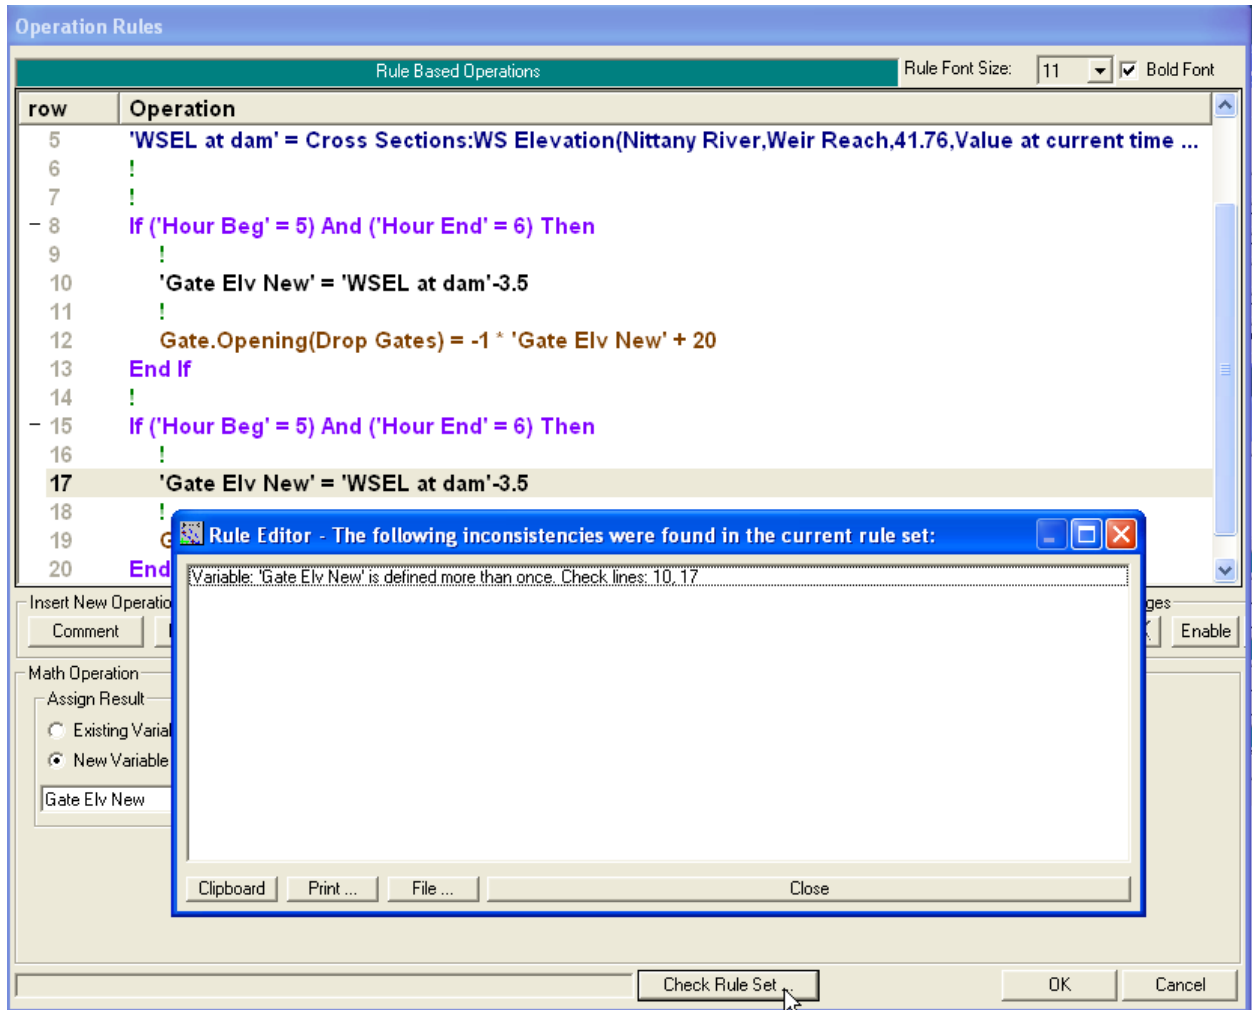 Operation Rules
Rule Based Operations Rule Font Size: 11 Bold Font
row Operation
5 'WSEL at dam' = Cross Sections:WS Elevation(Nittany River,Weir Reach,41.76,Value at current time ...
6 !
7 !
8 If ('Hour Beg' = 5) And ('Hour End' = 6) Then
9 !
10 'Gate Elv New' = 'WSEL at dam'-3.5
11 !
12 Gate.Opening(Drop Gates) = -1 * 'Gate Elv New' + 20
13 End If
14 !
15 If ('Hour Beg' = 5) And ('Hour End' = 6) Then
16 !
17 'Gate Elv New' = 'WSEL at dam'-3.5
18 !
19 G
20 End
Rule Editor - The following inconsistencies were found in the current rule set:
Variable: 'Gate Elv New' is defined more than once. Check lines: 10, 17
Clipboard Print ... File ... Close
Insert New Operatio
Comment Enable
Math Operation
Assign Result
Existing Varial
New Variable
Gate Elv New
Check Rule Set ... OK Cancel